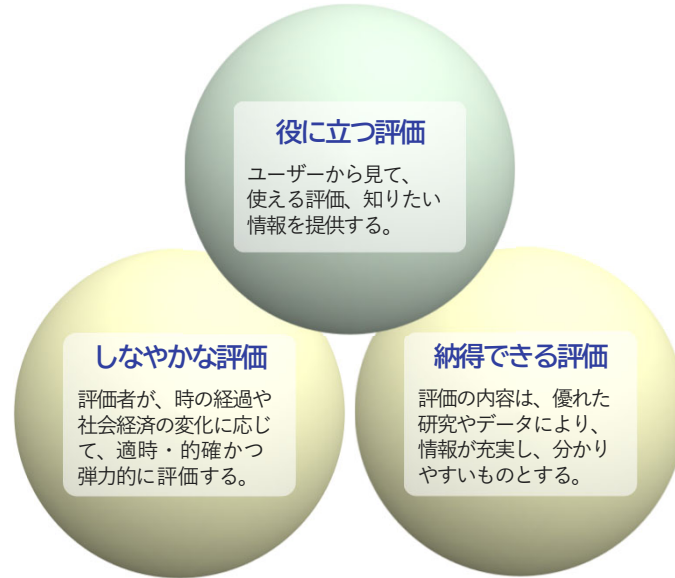 役に立つ評価
ユーザーから見て、
使える評価、知りたい
情報を提供する。
しなやかな評価
評価者が、時の経過や
社会経済の変化に応じ
て、適時・的確かつ
弾力的に評価する。
納得できる評価
評価の内容は、優れた
研究やデータにより、
情報が充実し、分かり
やすいものとする。